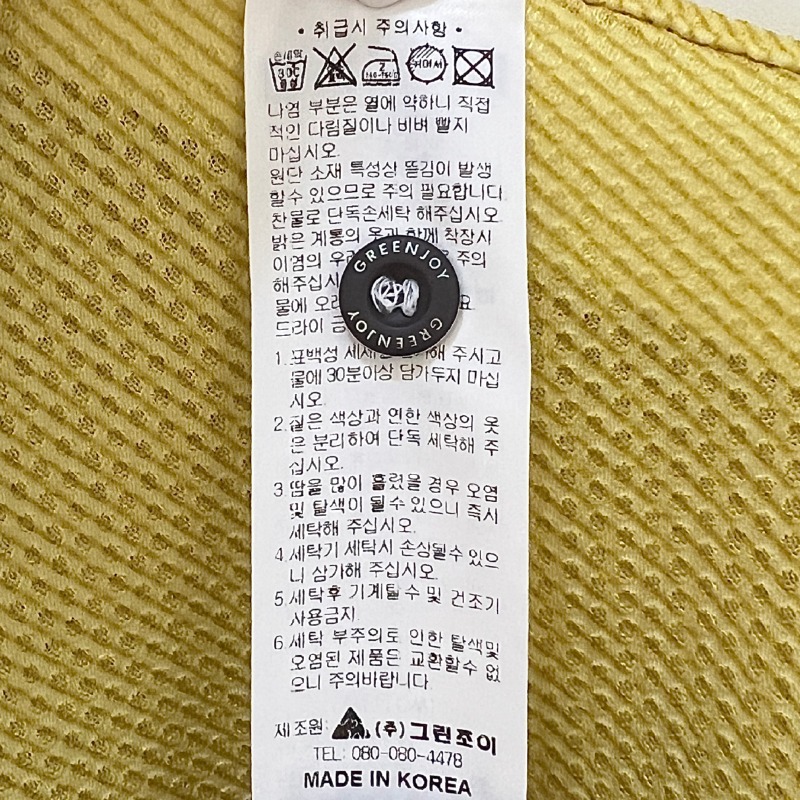 • 취급시 주의사항 •
손세탁
30℃
중성
2
140-160℃
뉘여서
나염 부분은 열에 약하니 직접
적인 다림질이나 비벼 빨지
마십시오.
원단 소재 특성상 뜯김이 발생
할수 있으므로 주의 필요합니다.
찬물로 단독손세탁 해주십시오
밝은 계통의 옷과 함께 착장시
이염의 주의
해주십시
물에 요
드라이
GREENJOY
GREENJOY
1. 표백성 해 주시고
물에 30분이상 담가두지 마십
시오.
2. 짙은 색상과 연한 색상의 옷
은 분리하여 단독 세탁해 주
십시오.
3 땀을 많이 흘렸을 경우 오염
및 탈색이 될수 있으니 즉시
세탁해 주십시오.
4. 세탁기 세탁시 손상될수 있으
니 삼가해 주십시오.
5. 세탁후 기계탈수 및 건조기
사용금지.
6. 세탁 부주의로 인한 탈색및
오염된 제품은 교환할수 없
으니 주의바랍니다.
제조원: (주)그린조이
TEL: 080-080-4478
MADE IN KOREA